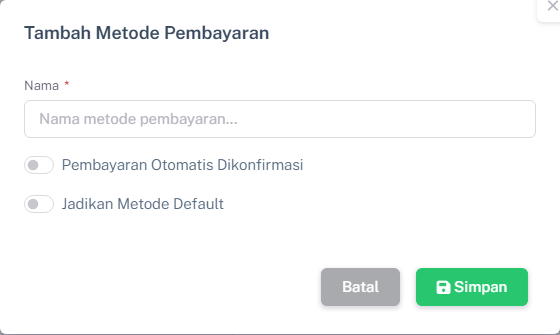 Tambah Metode Pembayaran
Nama *
Nama metode pembayaran...
Pembayaran Otomatis Dikonfirmasi
Jadikan Metode Default
Batal
Simpan